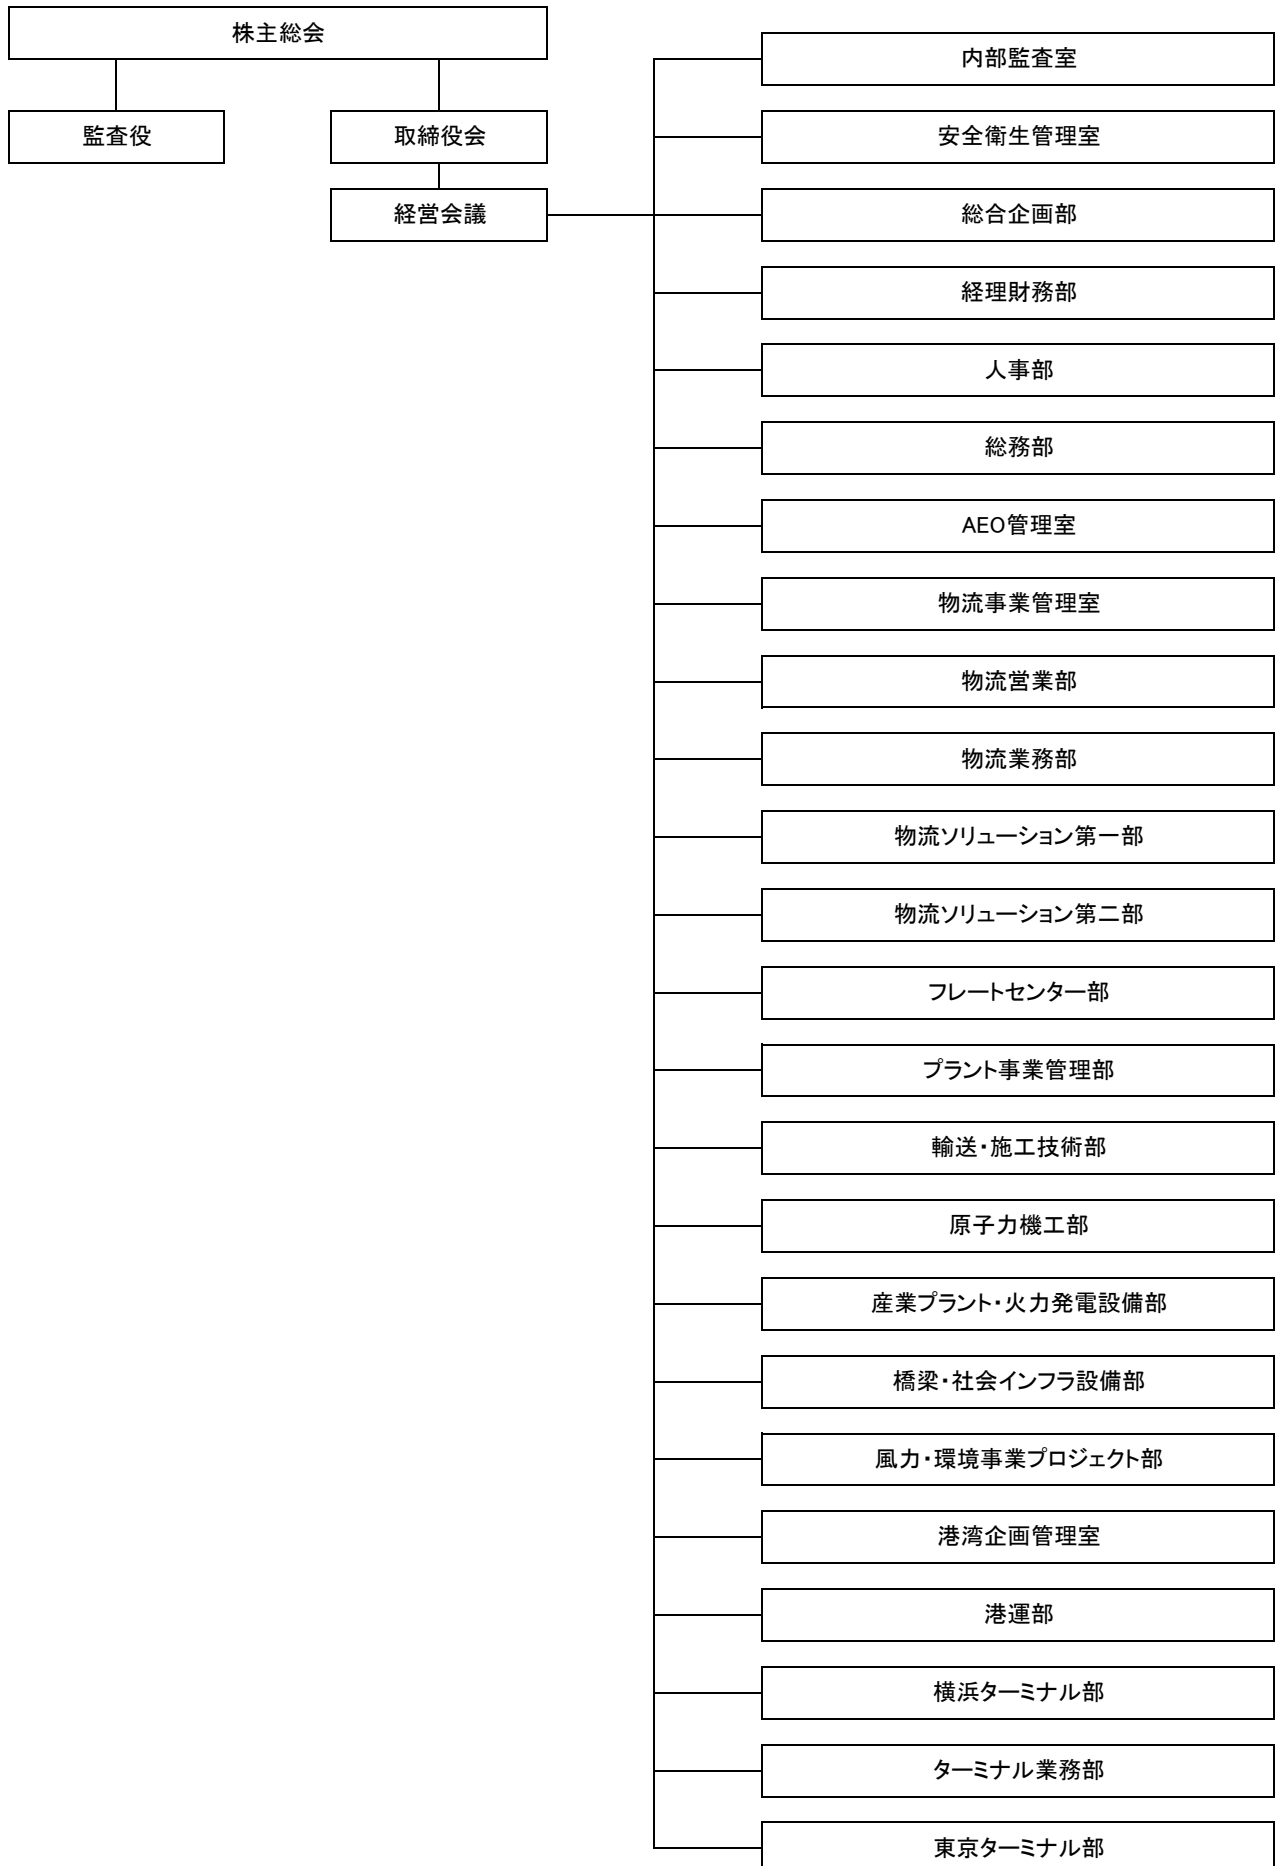 株主総会
監査役
取締役会
経営会議
内部監査室
安全衛生管理室
総合企画部
経理財務部
人事部
総務部
AEO管理室
物流事業管理室
物流営業部
物流業務部
物流ソリューション第一部
物流ソリューション第二部
フレートセンター部
プラント事業管理部
輸送・施工技術部
原子力機工部
産業プラント・火力発電設備部
橋梁・社会インフラ設備部
風力・環境事業プロジェクト部
港湾企画管理室
港運部
横浜ターミナル部
ターミナル業務部
東京ターミナル部